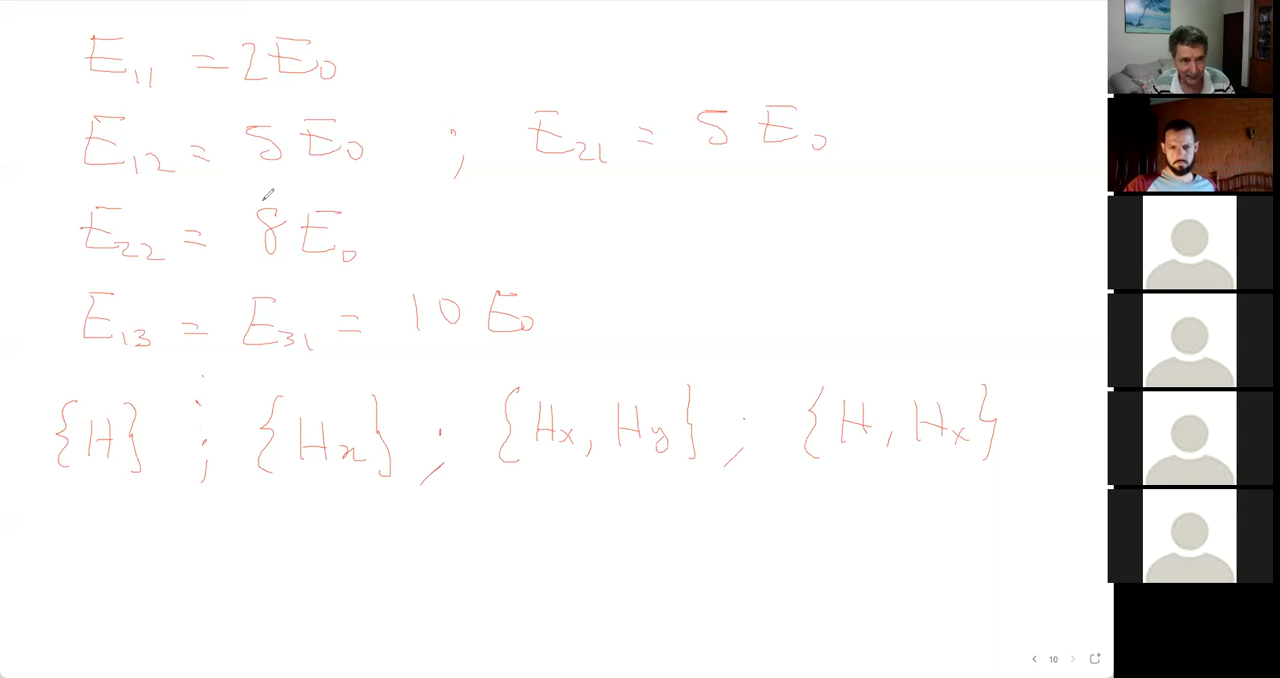 E₁₁ = 2E₀
E₁₂ = 5E₀ ; E₂₁ = 5E₀
E₂₂ = 8E₀
E₁₃ = E₃₁ = 10E₀
{H} ; {Hx} ; {Hx, Hy} ; {H, Hx}
10